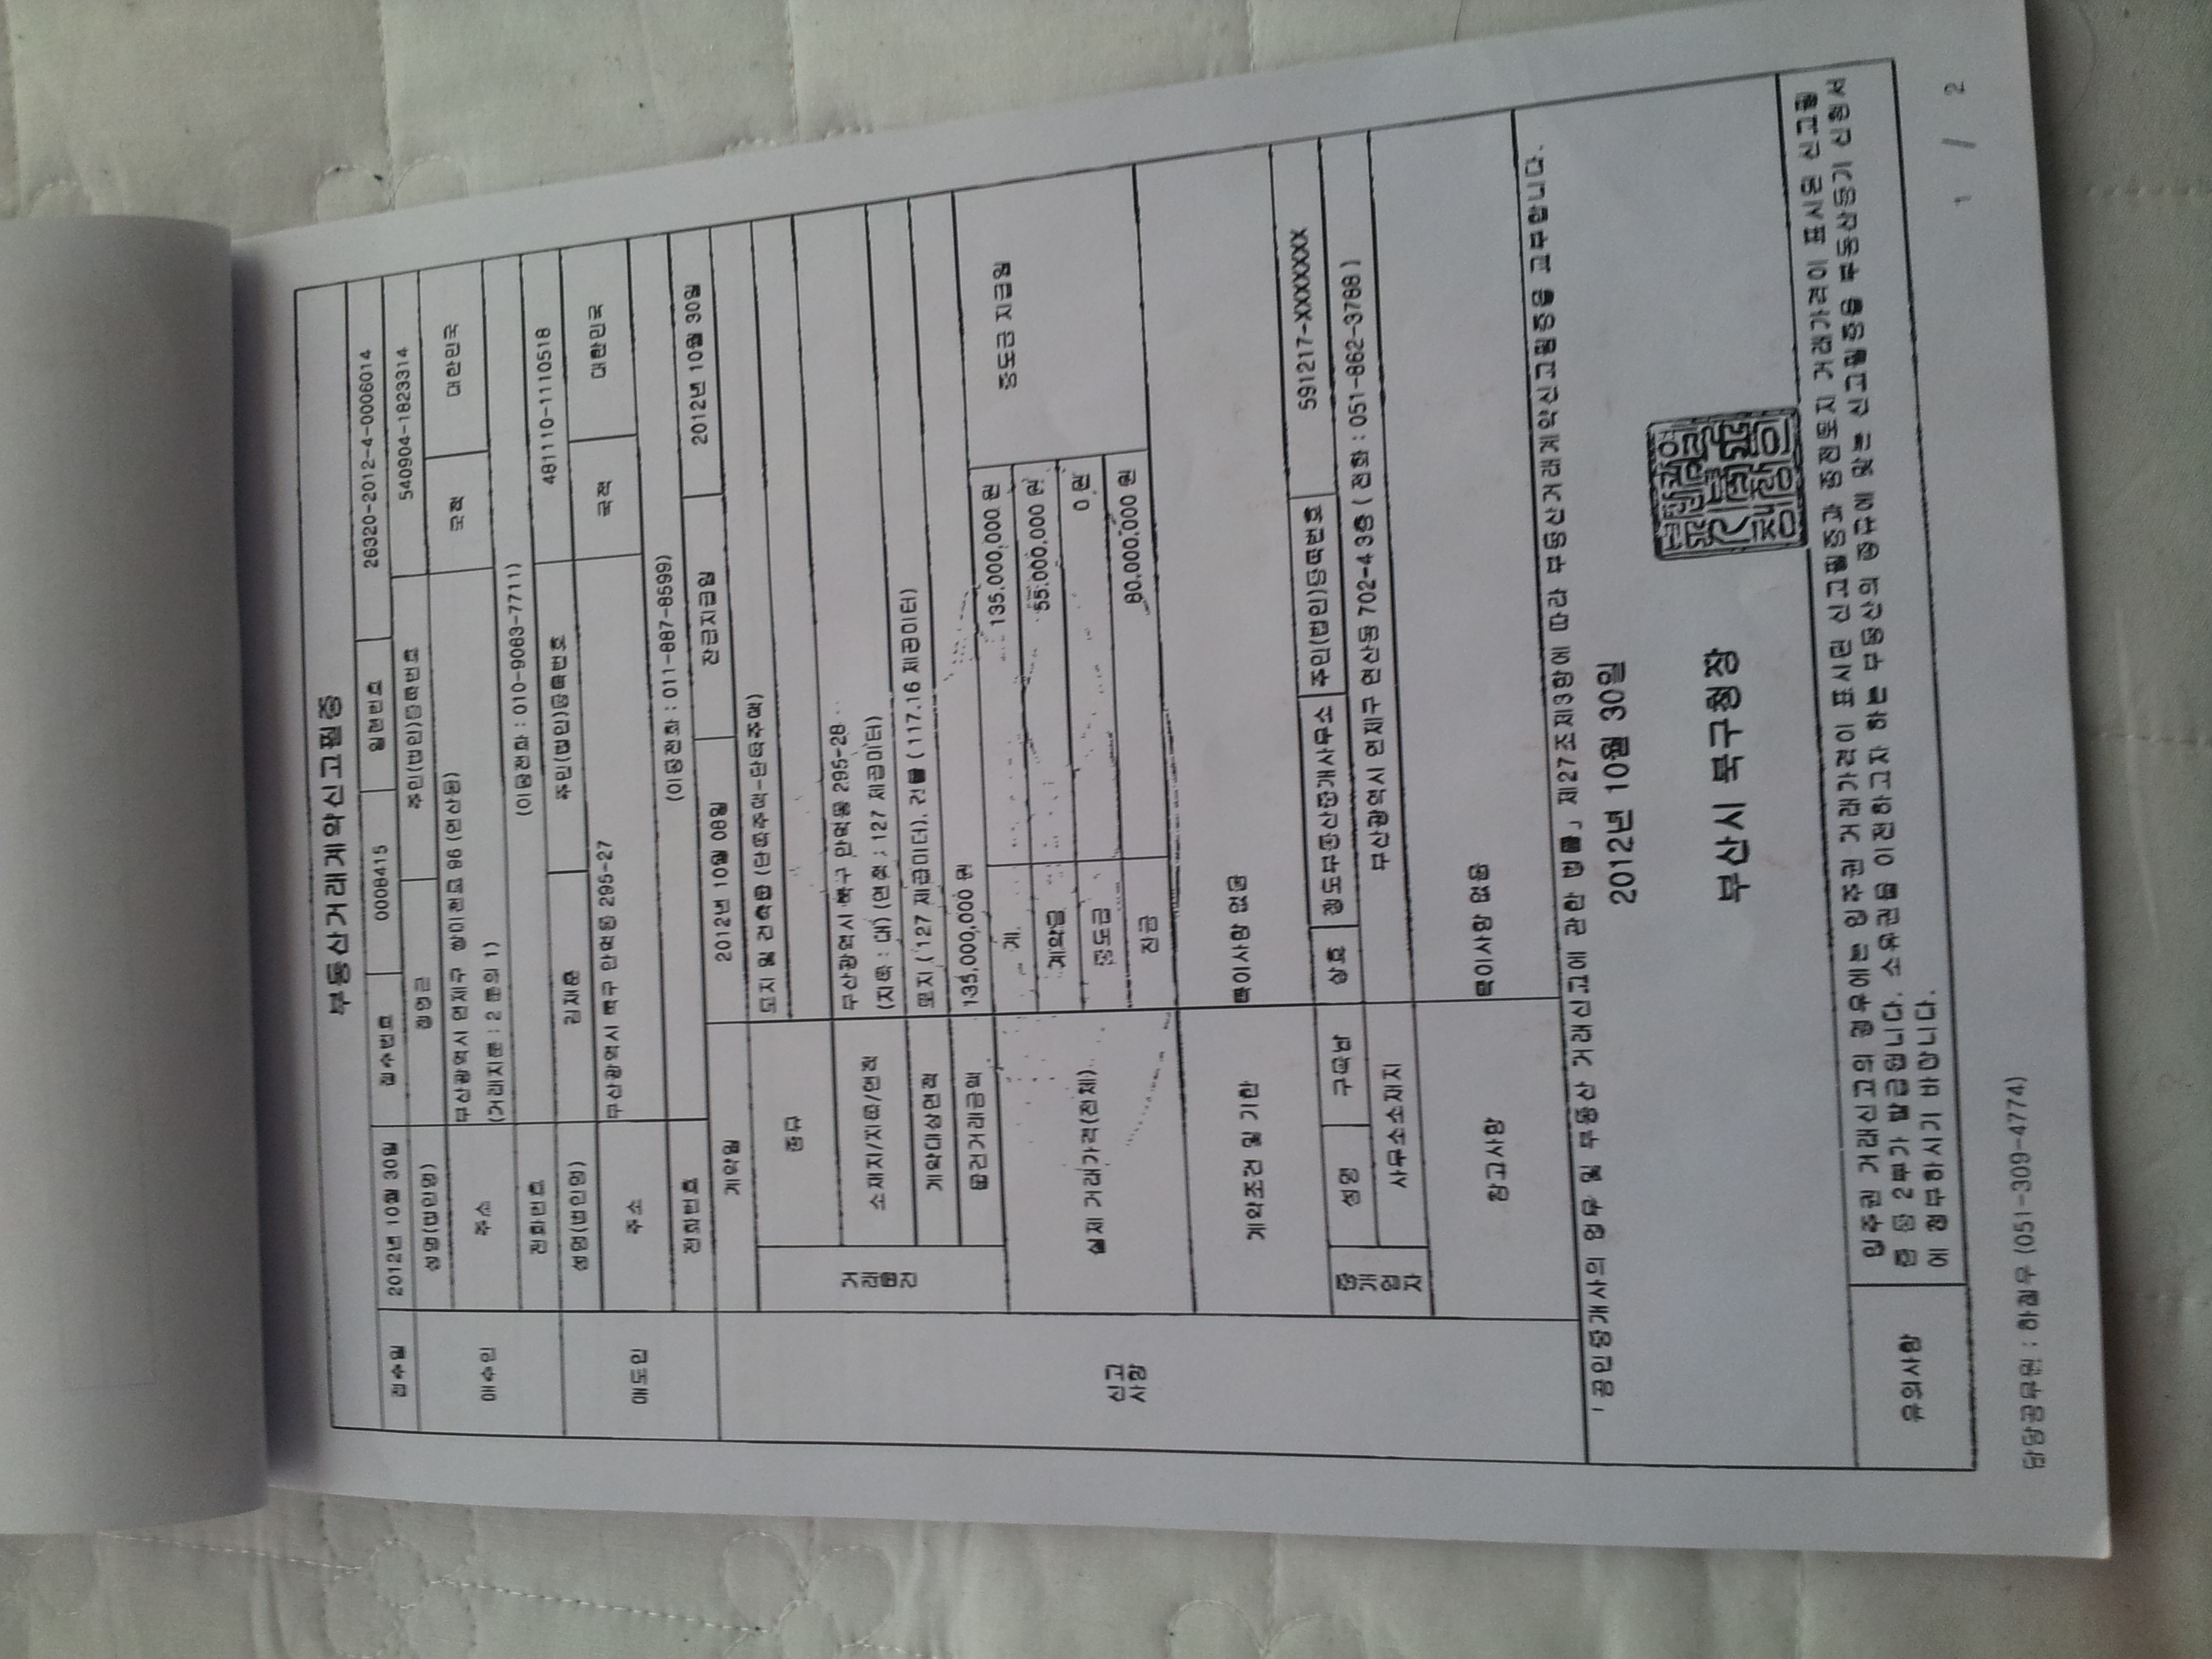 부동산거래계약신고필증
접수일 2012년 10월 30일 접수번호 0008415 일련번호 26320-2012-4-0006014
매수인 성명(법인명) 정영근 주민(법인)등록번호 540904-1823314
주소 부산광역시 연제구 쌍미천로 96 (연산동) 국적 대한민국
(거래지분 : 2 분의 1)
전화번호 (이동전화 : 010-9063-7711)
매도인 성명(법인명) 김재훈 주민(법인)등록번호 481110-1110518
주소 부산광역시 북구 만덕동 295-27 국적 대한민국
전화번호 (이동전화 : 011-887-8599)
신고사항
계약일 2012년 10월 08일 잔금지급일 2012년 10월 30일
거래물건 종류 토지 및 건축물 (단독주택-단독주택)
소재지/지목/면적 부산광역시 북구 만덕동 295-28
(지목 : 대) (면적 : 127 제곱미터)
계약대상면적 토지 ( 127 제곱미터), 건물 ( 117.16 제곱미터)
물건거래금액 135,000,000 원
실제 거래가격(전체) 계 135,000,000 원 중도금 지급일
계약금 55,000,000 원
중도금 0 원
잔금 80,000,000 원
계약조건 및 기한 특이사항 없음
중개업자 성명 구덕반 상호 청도부동산중개사무소 주민(법인)등록번호 591217-XXXXXXX
사무소소재지 부산광역시 연제구 연산동 702-4 3층 ( 전화 : 051-862-3788 )
참고사항 특이사항 없음
「공인중개사의 업무 및 부동산 거래신고에 관한 법률」 제27조제3항에 따라 부동산거래계약신고필증을 교부합니다.
2012년 10월 30일
부산시 북구청장
유의사항
입주권 거래신고의 경우에는 입주권 거래가격이 표시된 신고필증과 종전토지 거래가격이 표시된 신고필
증 등 2부가 발급됩니다. 소유권을 이전하고자 하는 부동산의 종류에 맞는 신고필증을 부동산등기 신청서
에 첨부하시기 바랍니다.
담당공무원 : 하철우 (051-309-4774)
1 / 2